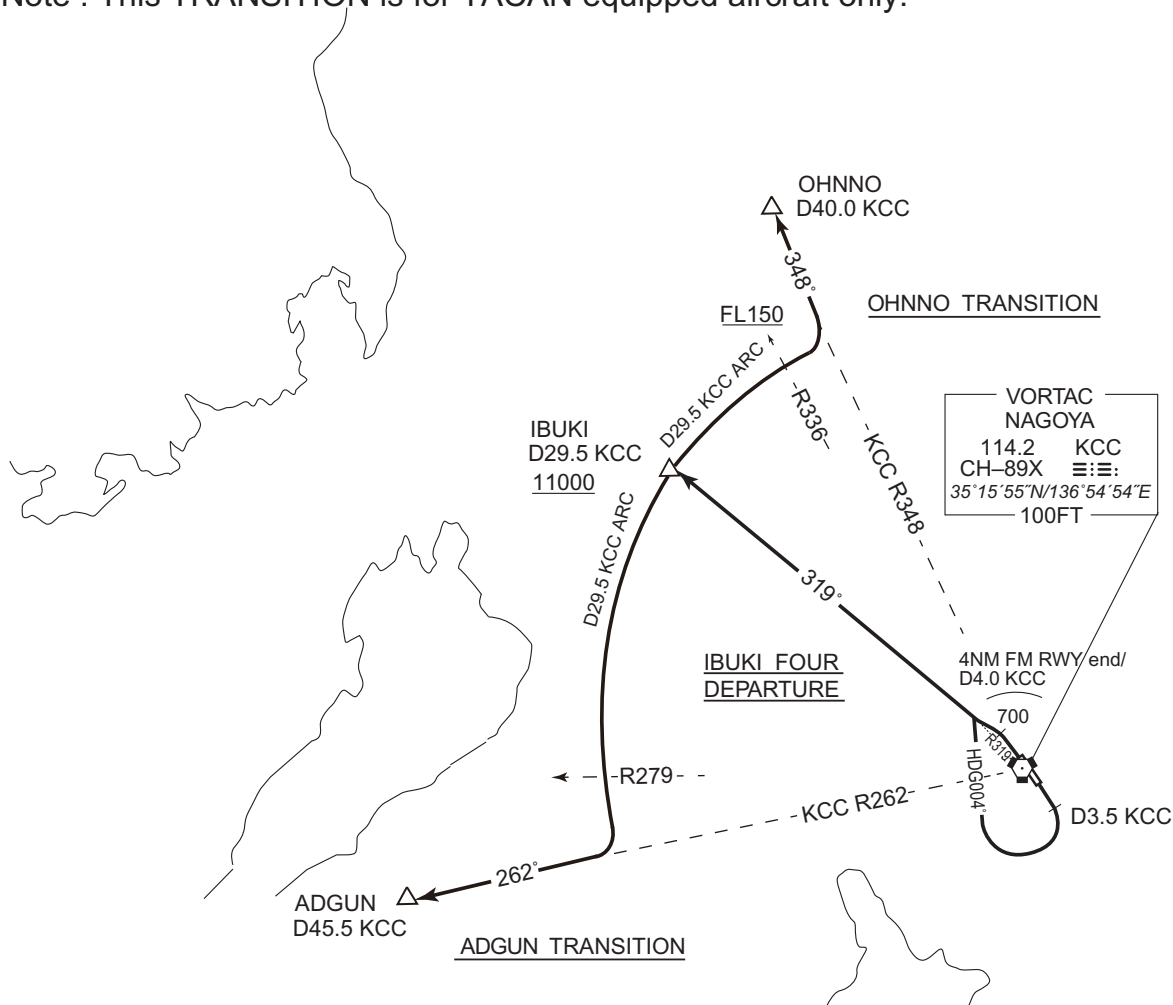 Note : This TRANSITION is for TACAN equipped aircraft only.
OHNNO
D40.0 KCC
348°
OHNNO TRANSITION
FL150
D29.5 KCC ARC
R336
KCC R348
VORTAC
NAGOYA
114.2 KCC
CH–89X
35°15´55˝N/136°54´54˝E
100FT
IBUKI
D29.5 KCC
11000
D29.5 KCC ARC
319°
IBUKI FOUR
DEPARTURE
4NM FM RWY end/
D4.0 KCC
700
R319
HDG004°
D3.5 KCC
R279
KCC R262
262°
ADGUN
D45.5 KCC
ADGUN TRANSITION